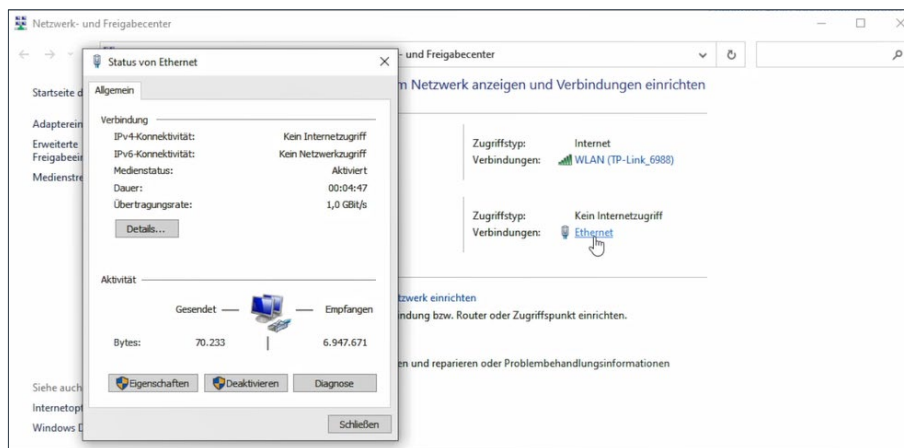 Netzwerk- und Freigabecenter
- und Freigabecenter
Status von Ethernet
Allgemein
Verbindung
IPv4-Konnektivität: Kein Internetzugriff
IPv6-Konnektivität: Kein Netzwerkzugriff
Medienstatus: Aktiviert
Dauer: 00:04:47
Übertragungsrate: 1,0 GBit/s
Details...
Aktivität
Gesendet Empfangen
Bytes: 70.233 6.947.671
Eigenschaften Deaktivieren Diagnose
Schließen
Startseite d
Adapterein
Erweiterte
Freigabeein
Medienstre
m Netzwerk anzeigen und Verbindungen einrichten
Zugriffstyp: Internet
Verbindungen: WLAN (TP-Link_6988)
Zugriffstyp: Kein Internetzugriff
Verbindungen: Ethernet
tzwerk einrichten
ndung bzw. Router oder Zugriffspunkt einrichten.
en und reparieren oder Problembehandlungsinformationen
Siehe auch
Internetopt
Windows D